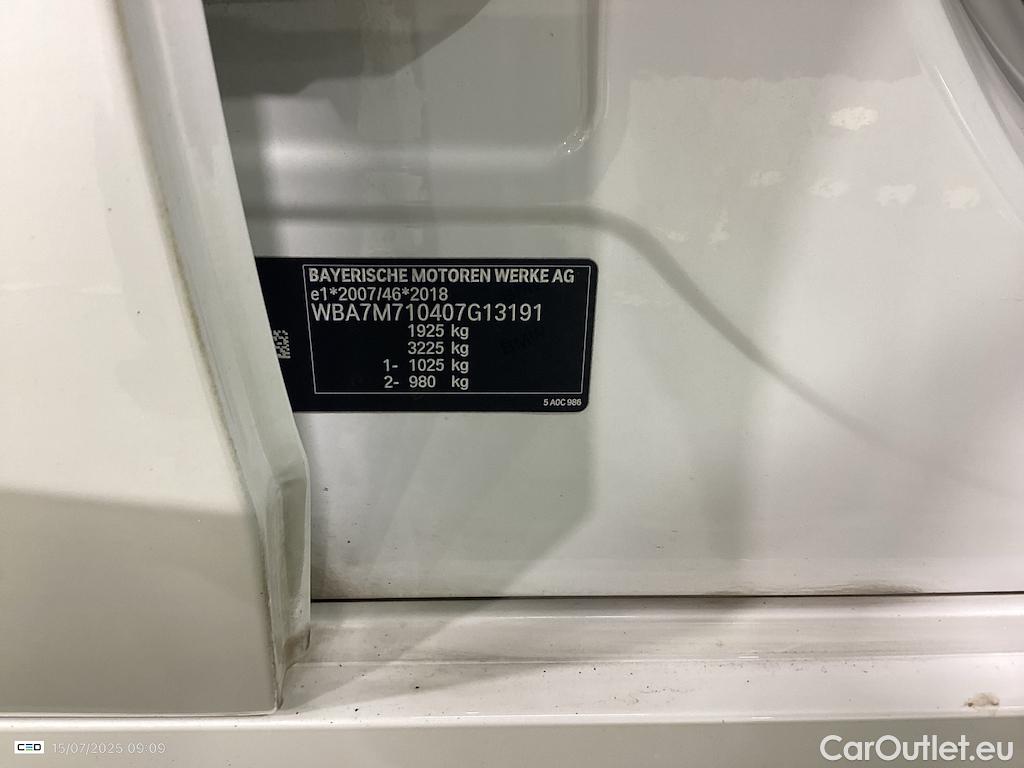 BAYERISCHE MOTOREN WERKE AG
e1*2007/46*2018
WBA7M710407G13191
1925 kg
3225 kg
1- 1025 kg
2- 980 kg
5 A0C 986
CEO 15/07/2025 09:09
CarOutlet.eu